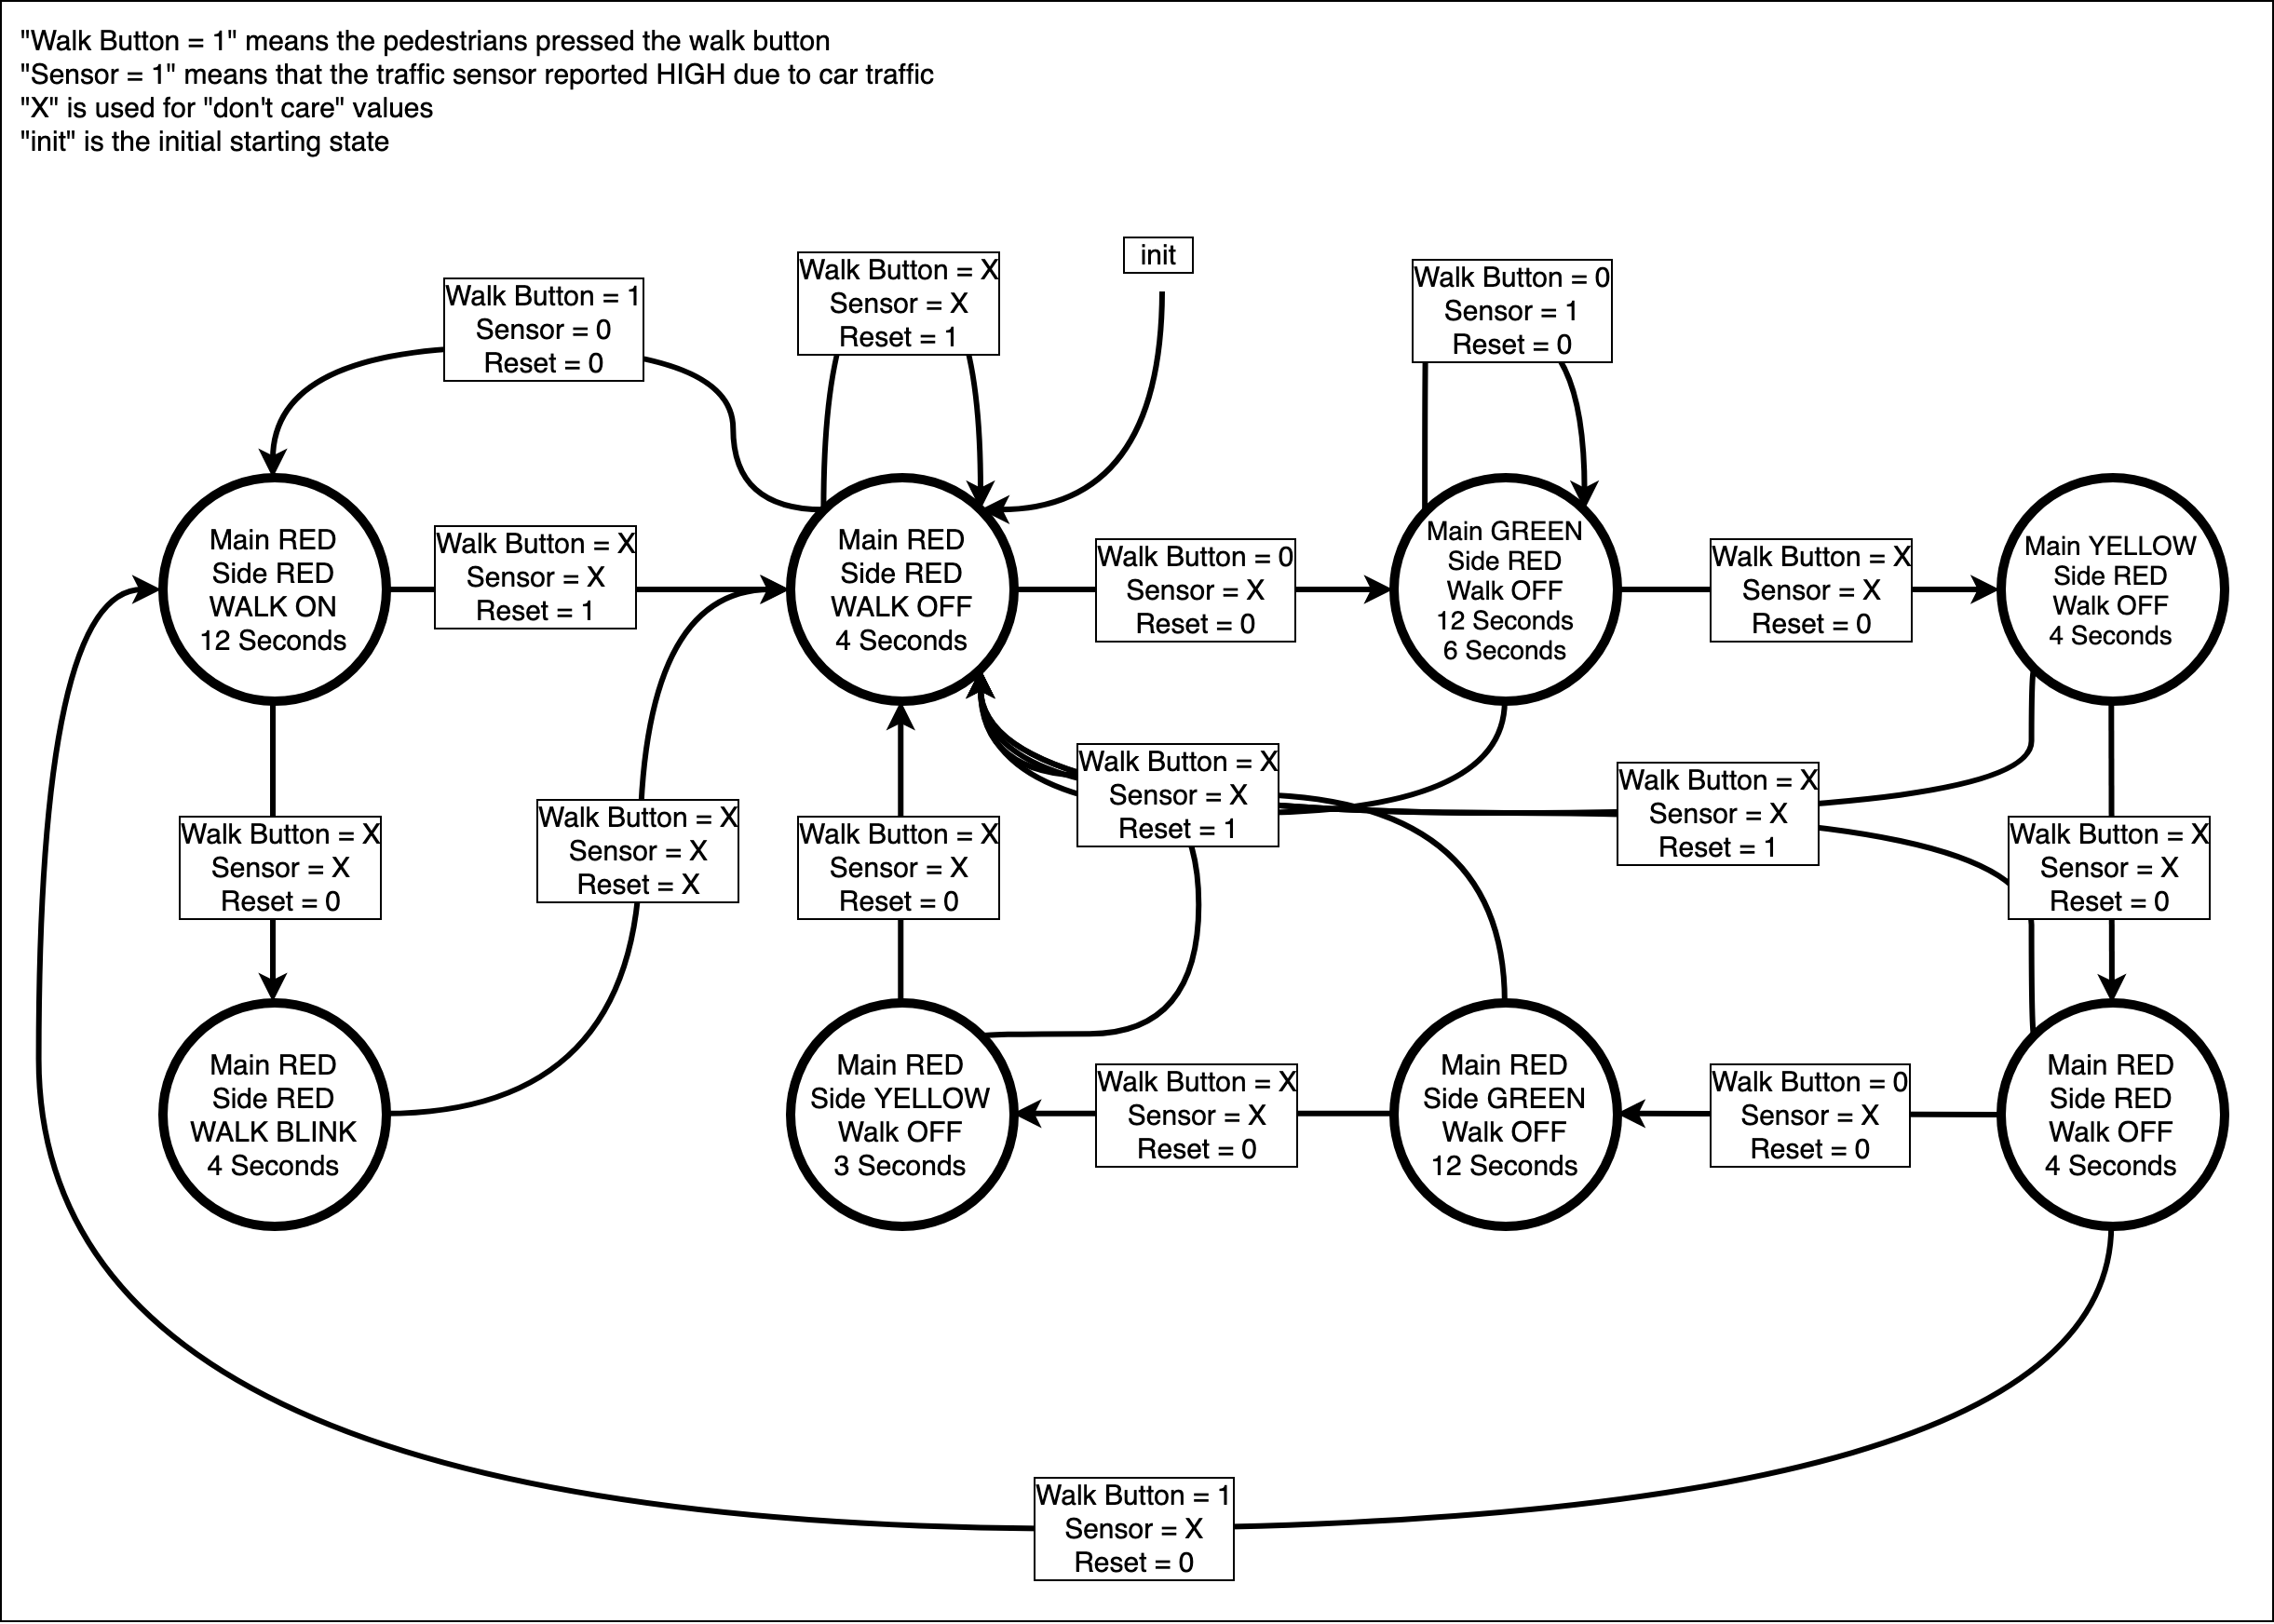 "Walk Button = 1" means the pedestrians pressed the walk button
"Sensor = 1" means that the traffic sensor reported HIGH due to car traffic
"X" is used for "don't care" values
"init" is the initial starting state
init
Walk Button = X
Sensor = X
Reset = 1
Walk Button = 0
Sensor = 1
Reset = 0
Walk Button = 1
Sensor = 0
Reset = 0
Main RED
Side RED
WALK ON
12 Seconds
Walk Button = X
Sensor = X
Reset = 1
Main RED
Side RED
WALK OFF
4 Seconds
Walk Button = 0
Sensor = X
Reset = 0
Main GREEN
Side RED
Walk OFF
12 Seconds
6 Seconds
Walk Button = X
Sensor = X
Reset = 0
Main YELLOW
Side RED
Walk OFF
4 Seconds
Walk Button = X
Sensor = X
Reset = 0
Walk Button = X
Sensor = X
Reset = X
Walk Button = X
Sensor = X
Reset = 0
Walk Button = X
Sensor = X
Reset = 1
Walk Button = X
Sensor = X
Reset = 1
Walk Button = X
Sensor = X
Reset = 0
Main RED
Side RED
WALK BLINK
4 Seconds
Main RED
Side YELLOW
Walk OFF
3 Seconds
Walk Button = X
Sensor = X
Reset = 0
Main RED
Side GREEN
Walk OFF
12 Seconds
Walk Button = 0
Sensor = X
Reset = 0
Main RED
Side RED
Walk OFF
4 Seconds
Walk Button = 1
Sensor = X
Reset = 0